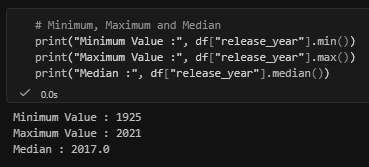 # Minimum, Maximum and Median
print("Minimum Value :", df["release_year"].min())
print("Maximum Value :", df["release_year"].max())
print("Median :", df["release_year"].median())
0.0s
Minimum Value : 1925
Maximum Value : 2021
Median : 2017.0